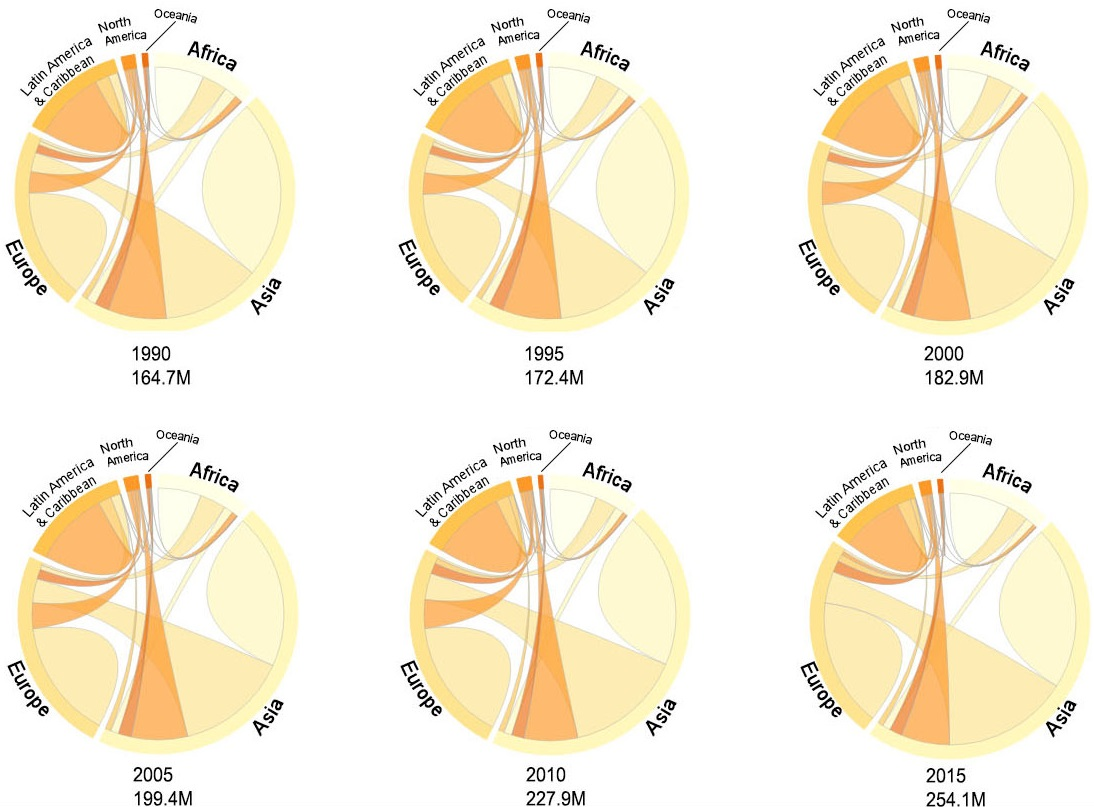 Latin America
& Caribbean
North
America
Oceania
Africa
Europe
Asia
1990
164.7M
Latin America
& Caribbean
North
America
Oceania
Africa
Europe
Asia
1995
172.4M
Latin America
& Caribbean
North
America
Oceania
Africa
Europe
Asia
2000
182.9M
Latin America
& Caribbean
North
America
Oceania
Africa
Europe
Asia
2005
199.4M
Latin America
& Caribbean
North
America
Oceania
Africa
Europe
Asia
2010
227.9M
Latin America
& Caribbean
North
America
Oceania
Africa
Europe
Asia
2015
254.1M